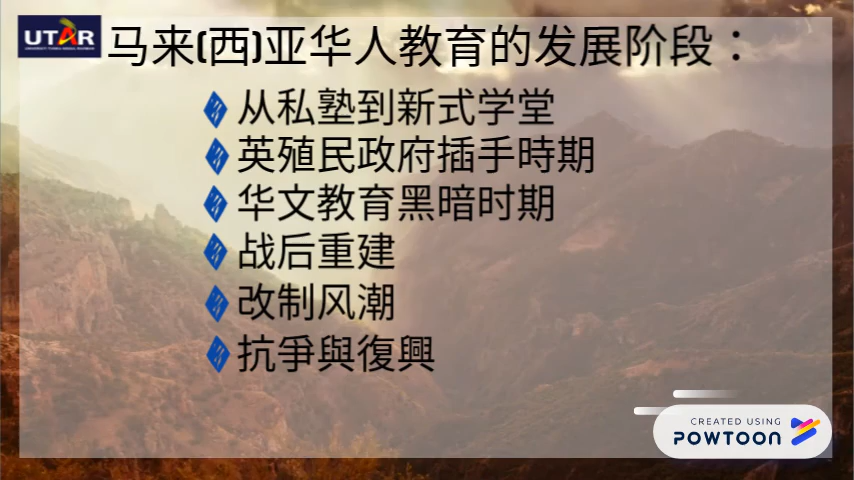 UTAR
马来(西)亚华人教育的发展阶段：
从私塾到新式学堂
英殖民政府插手時期
华文教育黑暗时期
战后重建
改制风潮
抗爭與復興
CREATED USING
POWTOON